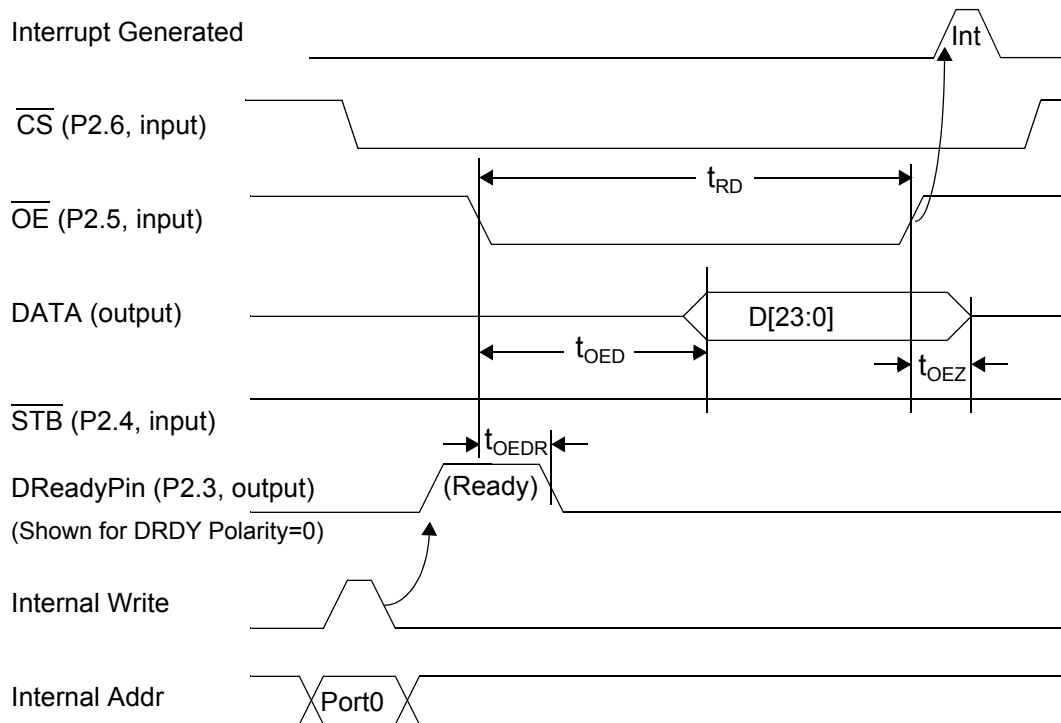 Interrupt Generated
Int
CS (P2.6, input)
tRD
OE (P2.5, input)
DATA (output)
D[23:0]
tOED
tOEZ
STB (P2.4, input)
tOEDR
DReadyPin (P2.3, output)
(Ready)
(Shown for DRDY Polarity=0)
Internal Write
Internal Addr
Port0